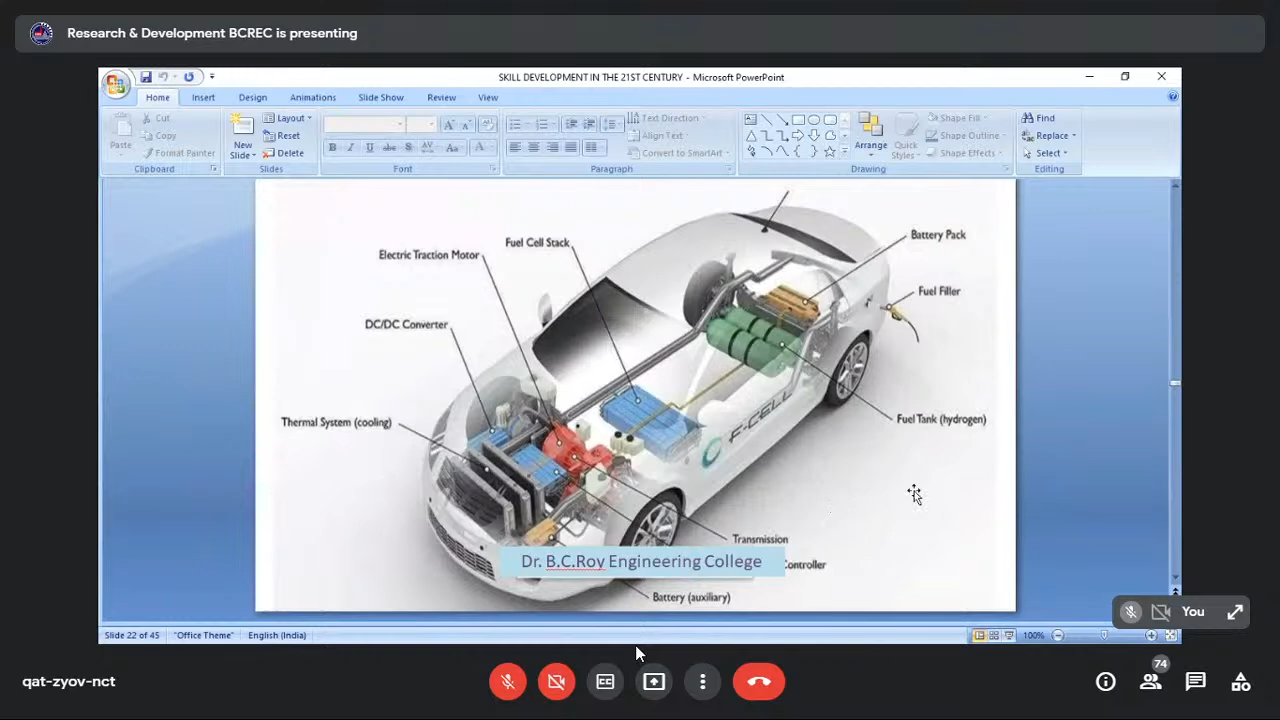 Research & Development BCREC is presenting
SKILL DEVELOPMENT IN THE 21ST CENTURY - Microsoft PowerPoint
Home Insert Design Animations Slide Show Review View
Paste
Cut
Copy
Format Painter
Clipboard
New
Slide
Layout
Reset
Delete
Slides
B I U abc S AV Aa A
Font
Text Direction
Align Text
Convert to SmartArt
Paragraph
Arrange
Quick
Styles
Shape Fill
Shape Outline
Shape Effects
Drawing
Find
Replace
Select
Editing
Battery Pack
Fuel Cell Stack
Electric Traction Motor
Fuel Filler
DC/DC Converter
Thermal System (cooling)
Fuel Tank (hydrogen)
F-CELL
Transmission
Dr. B.C.Roy Engineering College
Controller
Battery (auxiliary)
You
Slide 22 of 45 "Office Theme" English (India) 100%
qat-zyov-nct
CC
74